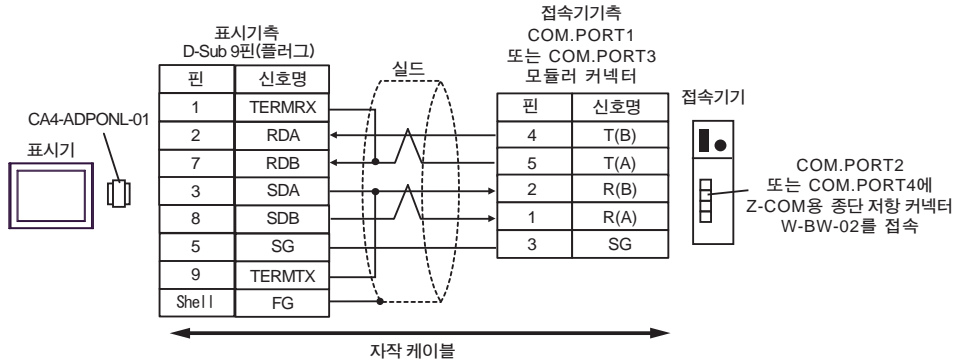 표시기측
D-Sub 9핀(플러그)
핀 신호명
1 TERMRX
2 RDA
7 RDB
3 SDA
8 SDB
5 SG
9 TERMTX
Shell FG
CA4-ADPONL-01
표시기
실드
접속기기측
COM.PORT1
또는 COM.PORT3
모듈러 커넥터
핀 신호명
4 T(B)
5 T(A)
2 R(B)
1 R(A)
3 SG
접속기기
COM.PORT2
또는 COM.PORT4에
Z-COM용 종단 저항 커넥터
W-BW-02를 접속
자작 케이블